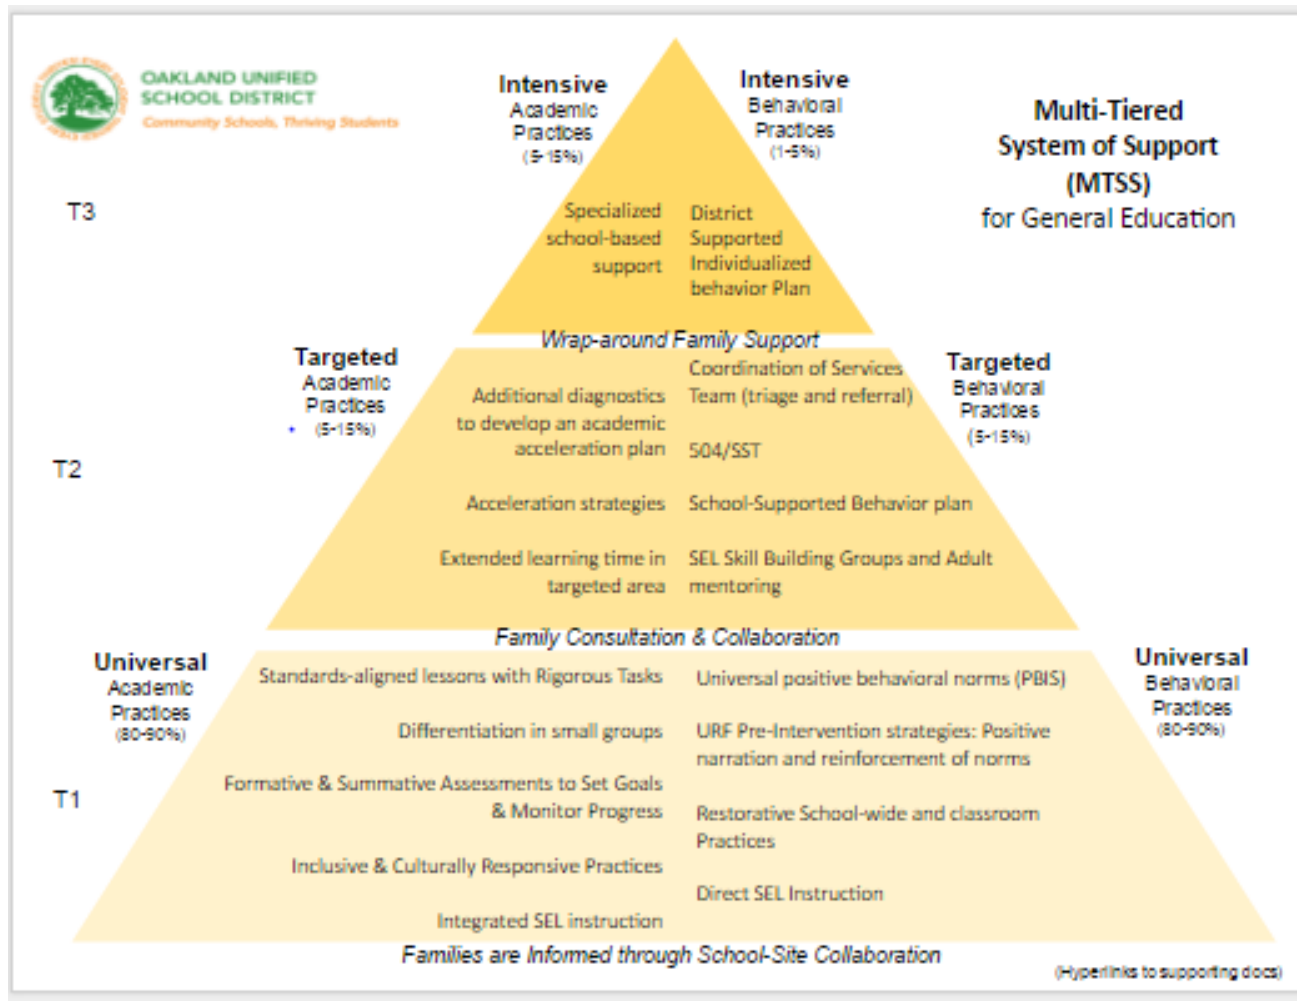 OAKLAND UNIFIED
SCHOOL DISTRICT
Community Schools, Thriving Students
Multi-Tiered
System of Support
(MTSS)
for General Education
T3
Intensive
Academic
Practices
(5-15%)
Intensive
Behavioral
Practices
(1-5%)
Specialized
school-based
support
District
Supported
Individualized
behavior Plan
Wrap-around Family Support
T2
Targeted
Academic
Practices
(5-15%)
Additional diagnostics
to develop an academic
acceleration plan
Acceleration strategies
Extended learning time in
targeted area
Coordination of Services
Team (triage and referral)
504/SST
School-Supported Behavior plan
SEL Skill Building Groups and Adult
mentoring
Targeted
Behavioral
Practices
(5-15%)
Family Consultation & Collaboration
T1
Universal
Academic
Practices
(80-90%)
Standards-aligned lessons with Rigorous Tasks
Differentiation in small groups
Formative & Summative Assessments to Set Goals
& Monitor Progress
Inclusive & Culturally Responsive Practices
Integrated SEL instruction
Universal positive behavioral norms (PBIS)
URF Pre-Intervention strategies: Positive
narration and reinforcement of norms
Restorative School-wide and classroom
Practices
Direct SEL Instruction
Universal
Behavioral
Practices
(80-90%)
Families are Informed through School-Site Collaboration
(Hyperlinks to supporting docs)